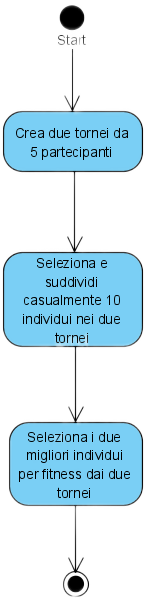 Start
Crea due tornei da
5 partecipanti
Seleziona e
suddividi
casualmente 10
individui nei due
tornei
Seleziona i due
migliori individui
per fitness dai due
tornei